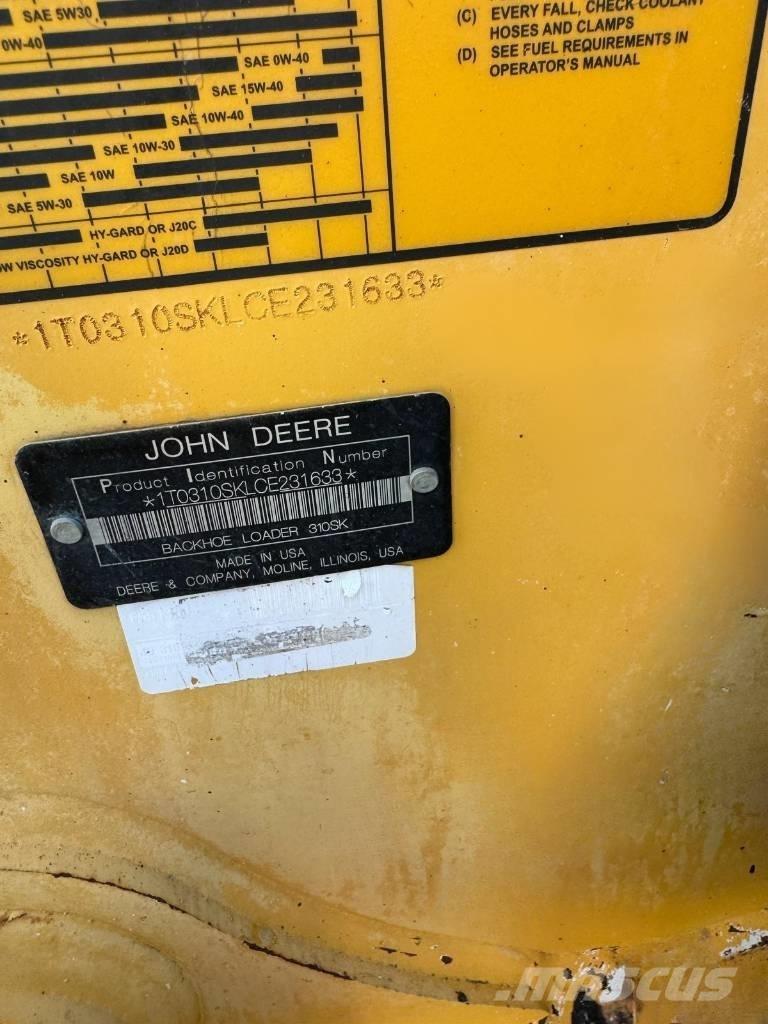 SAE 5W30
0W-40
SAE 0W-40
SAE 15W-40
SAE 10W-40
SAE 10W-30
SAE 10W
SAE 5W-30
HY-GARD OR J20C
VISCOSITY HY-GARD OR J20D
(C) EVERY FALL, CHECK COOLANT
HOSES AND CLAMPS
(D) SEE FUEL REQUIREMENTS IN
OPERATOR'S MANUAL
*1T0310SKLCE231633*
JOHN DEERE
Product Identification Number
*1T0310SKLCE231633*
BACKHOE LOADER 310SK
MADE IN USA
DEERE & COMPANY, MOLINE, ILLINOIS, USA
MASCUS